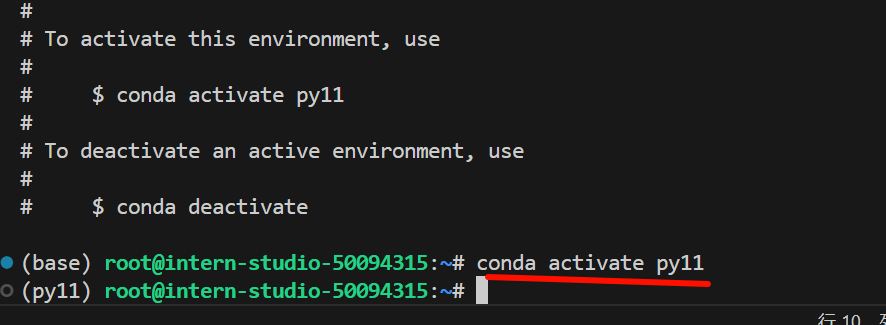 #
# To activate this environment, use
#
#     $ conda activate py11
#
# To deactivate an active environment, use
#
#     $ conda deactivate
(base) root@intern-studio-50094315:~# conda activate py11
(py11) root@intern-studio-50094315:~#
行 10,